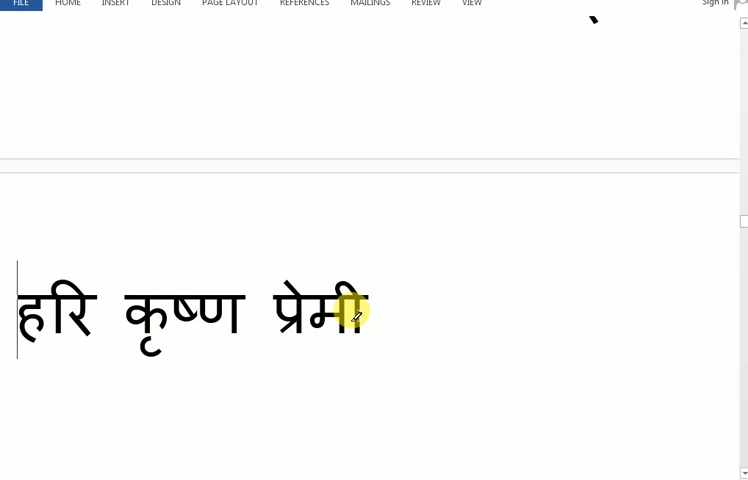 FILE HOME INSERT DESIGN PAGE LAYOUT REFERENCES MAILINGS REVIEW VIEW Sign in
हरि कृष्ण प्रेमी